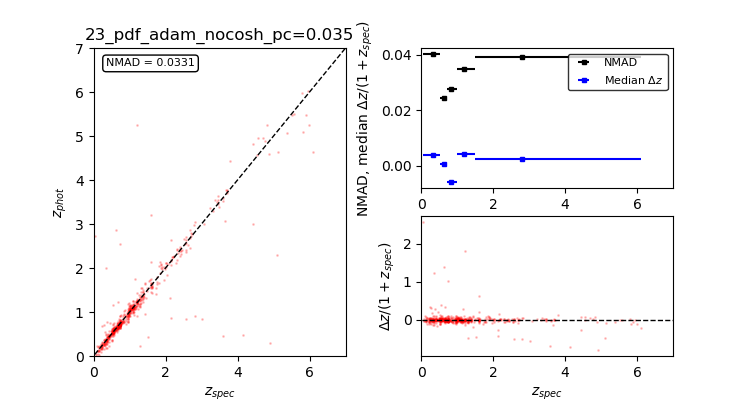 23_pdf_adam_nocosh_pc=0.035
NMAD = 0.0331
7
6
5
4
3
2
1
0
z_phot
0 2 4 6
z_spec
NMAD, median Δz/(1 + z_spec)
0.04
0.02
0.00
NMAD
Median Δz
0 2 4 6
Δz/(1 + z_spec)
2
1
0
0 2 4 6
z_spec